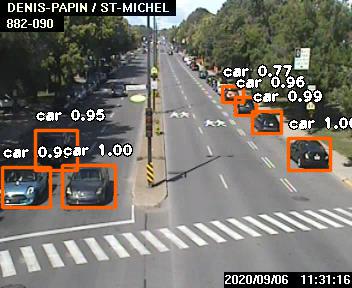 DENIS-PAPIN / ST-MICHEL
882-090
car 0.77
car 0.96
car 0.95
car 0.99
car 1.00
car 0.9
car 1.00
2020/09/06 11:31:16